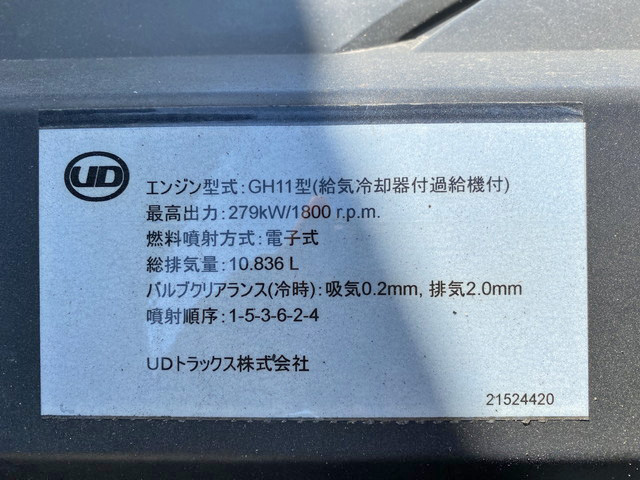 UD
エンジン型式:GH11型(給気冷却器付過給機付)
最高出力:279kW/1800 r.p.m.
燃料噴射方式:電子式
総排気量:10.836 L
バルブクリアランス(冷時):吸気0.2mm, 排気2.0mm
噴射順序:1-5-3-6-2-4
UDトラックス株式会社
21524420